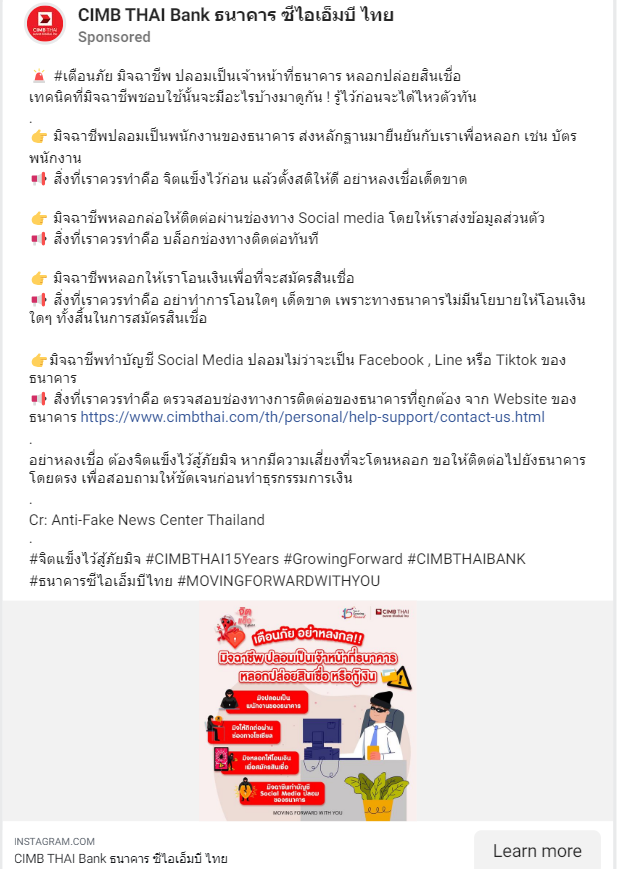 CIMB THAI Bank ธนาคาร ซีไอเอ็มบี ไทย
Sponsored
🚨 #เตือนภัย มิจฉาชีพ ปลอมเป็นเจ้าหน้าที่ธนาคาร หลอกปล่อยสินเชื่อ
เทคนิคที่มิจฉาชีพชอบใช้นั้นจะมีอะไรบ้างมาดูกัน ! รู้ไว้ก่อนจะได้ไหวตัวทัน
.
👉 มิจฉาชีพปลอมเป็นพนักงานของธนาคาร ส่งหลักฐานมายืนยันกับเราเพื่อหลอก เช่น บัตร
พนักงาน
📢 สิ่งที่เราควรทำคือ จิตแข็งไว้ก่อน แล้วตั้งสติให้ดี อย่าหลงเชื่อเด็ดขาด
👉 มิจฉาชีพหลอกล่อให้ติดต่อผ่านช่องทาง Social media โดยให้เราส่งข้อมูลส่วนตัว
📢 สิ่งที่เราควรทำคือ บล็อกช่องทางติดต่อทันที
👉 มิจฉาชีพหลอกให้เราโอนเงินเพื่อที่จะสมัครสินเชื่อ
📢 สิ่งที่เราควรทำคือ อย่าทำการโอนใดๆ เด็ดขาด เพราะทางธนาคารไม่มีนโยบายให้โอนเงิน
ใดๆ ทั้งสิ้นในการสมัครสินเชื่อ
👉มิจฉาชีพทำบัญชี Social Media ปลอมไม่ว่าจะเป็น Facebook , Line หรือ Tiktok ของ
ธนาคาร
📢 สิ่งที่เราควรทำคือ ตรวจสอบช่องทางการติดต่อของธนาคารที่ถูกต้อง จาก Website ของ
ธนาคาร https://www.cimbthai.com/th/personal/help-support/contact-us.html
.
อย่าหลงเชื่อ ต้องจิตแข็งไว้สู้ภัยมิจ หากมีความเสี่ยงที่จะโดนหลอก ขอให้ติดต่อไปยังธนาคาร
โดยตรง เพื่อสอบถามให้ชัดเจนก่อนทำธุรกรรมการเงิน
.
Cr: Anti-Fake News Center Thailand
.
#จิตแข็งไว้สู้ภัยมิจ #CIMBTHAI15Years #GrowingForward #CIMBTHAIBANK
#ธนาคารซีไอเอ็มบีไทย #MOVINGFORWARDWITHYOU
CIMB THAI
เตือนภัย อย่าหลงกล!!
มิจฉาชีพ ปลอมเป็นเจ้าหน้าที่ธนาคาร
หลอกปล่อยสินเชื่อ หรือกู้เงิน
มิจปลอมเป็น
พนักงานของธนาคาร
มิจให้ติดต่อผ่าน
ช่องทางโซเชียล
มิจหลอกให้โอนเงิน
เพื่อสมัครสินเชื่อ
มิจฉาชีพทำบัญชี
Social Media ปลอม
ของธนาคาร
MOVING FORWARD WITH YOU
INSTAGRAM.COM
CIMB THAI Bank ธนาคาร ซีไอเอ็มบี ไทย
Learn more